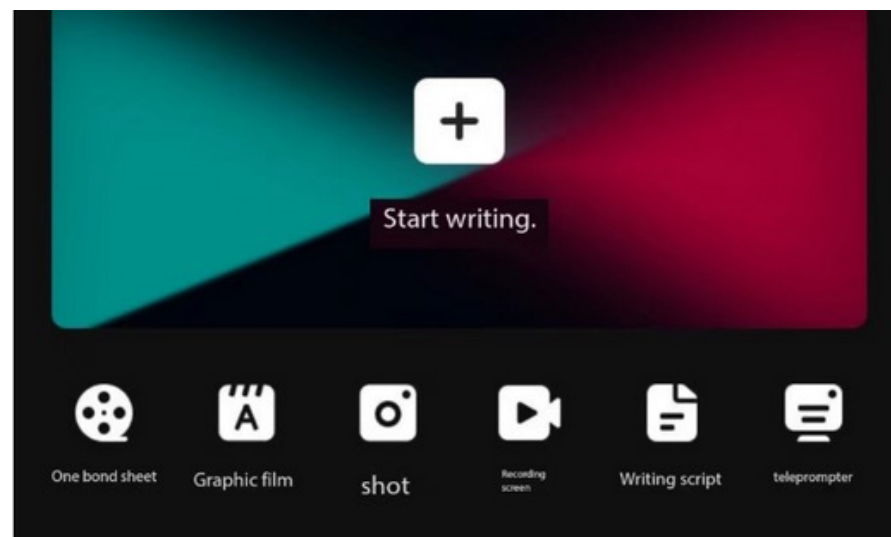 Start writing.
One bond sheet
Graphic film
shot
Recording
screen
Writing script
teleprompter